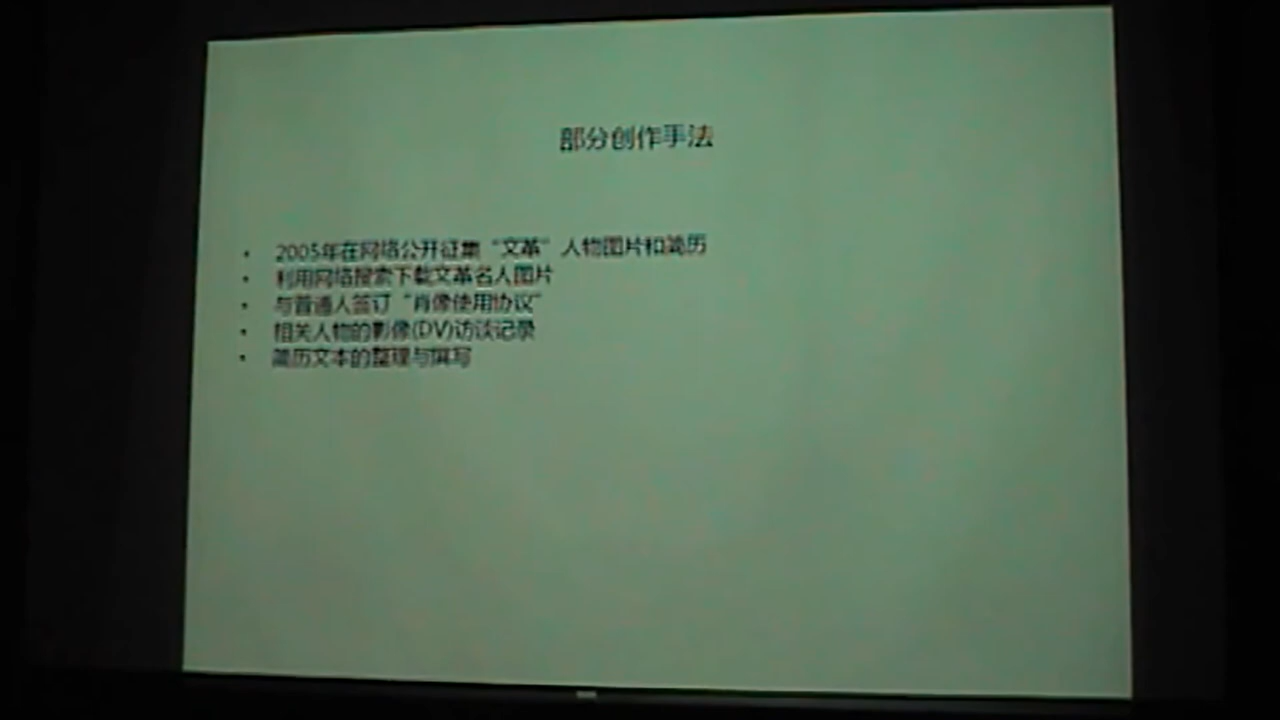 部分创作手法
• 2005年在网络公开征集“文革”人物图片和简历
• 利用网络搜索下载文革名人图片
• 与普通人签订“肖像使用协议”
• 相关人物的影像(DV)访谈记录
• 简历文本的整理与撰写